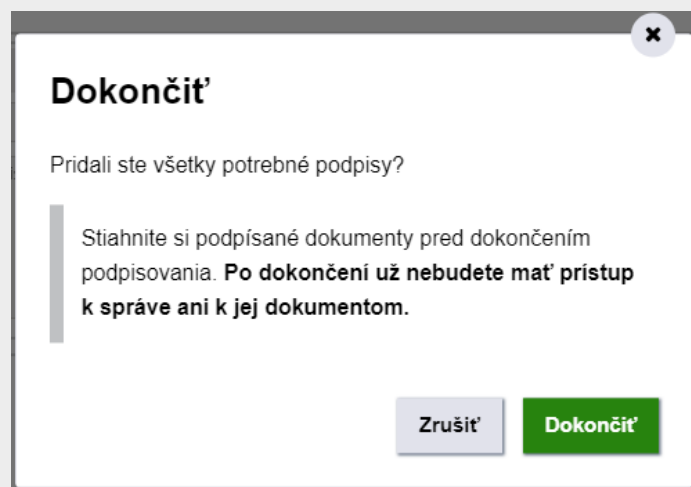 Dokončiť
Pridali ste všetky potrebné podpisy?
Stiahnite si podpísané dokumenty pred dokončením
podpisovania. Po dokončení už nebudete mať prístup
k správe ani k jej dokumentom.
Zrušiť Dokončiť